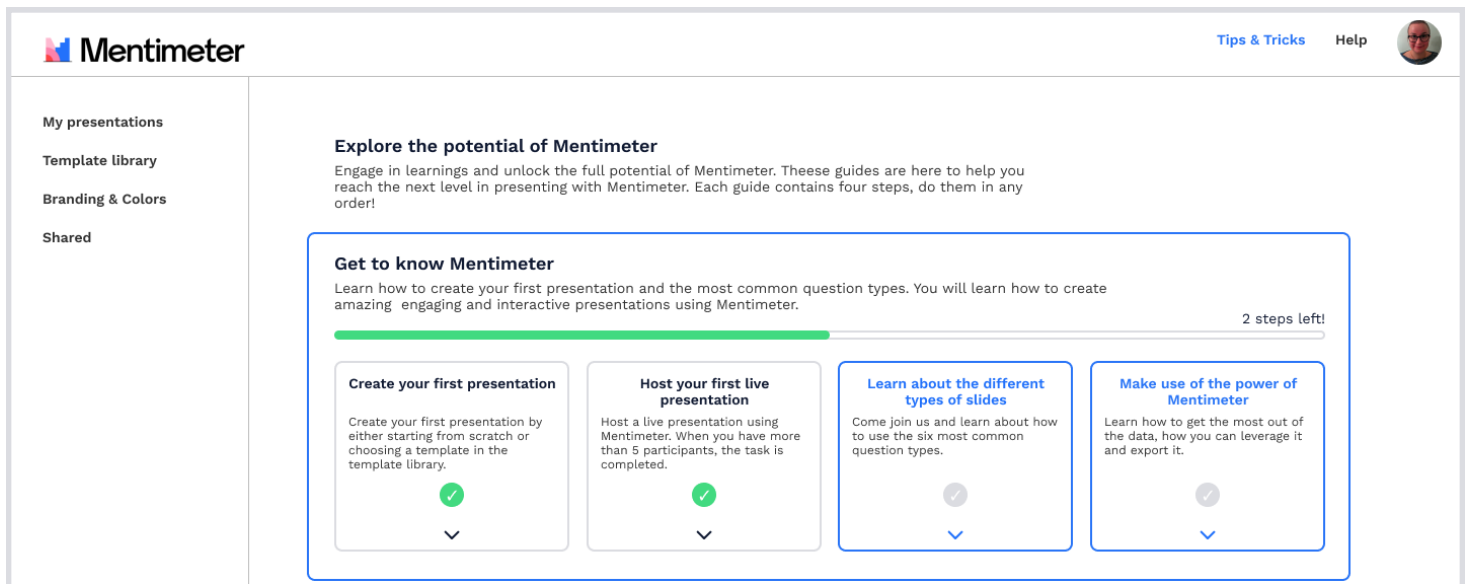 Mentimeter
Tips & Tricks
Help
My presentations
Template library
Branding & Colors
Shared
Explore the potential of Mentimeter
Engage in learnings and unlock the full potential of Mentimeter. Theese guides are here to help you
reach the next level in presenting with Mentimeter. Each guide contains four steps, do them in any
order!
Get to know Mentimeter
Learn how to create your first presentation and the most common question types. You will learn how to create
amazing  engaging and interactive presentations using Mentimeter.
2 steps left!
Create your first presentation
Create your first presentation by
either starting from scratch or
choosing a template in the
template library.
Host your first live
presentation
Host a live presentation using
Mentimeter. When you have more
than 5 participants, the task is
completed.
Learn about the different
types of slides
Come join us and learn about how
to use the six most common
question types.
Make use of the power of
Mentimeter
Learn how to get the most out of
the data, how you can leverage it
and export it.